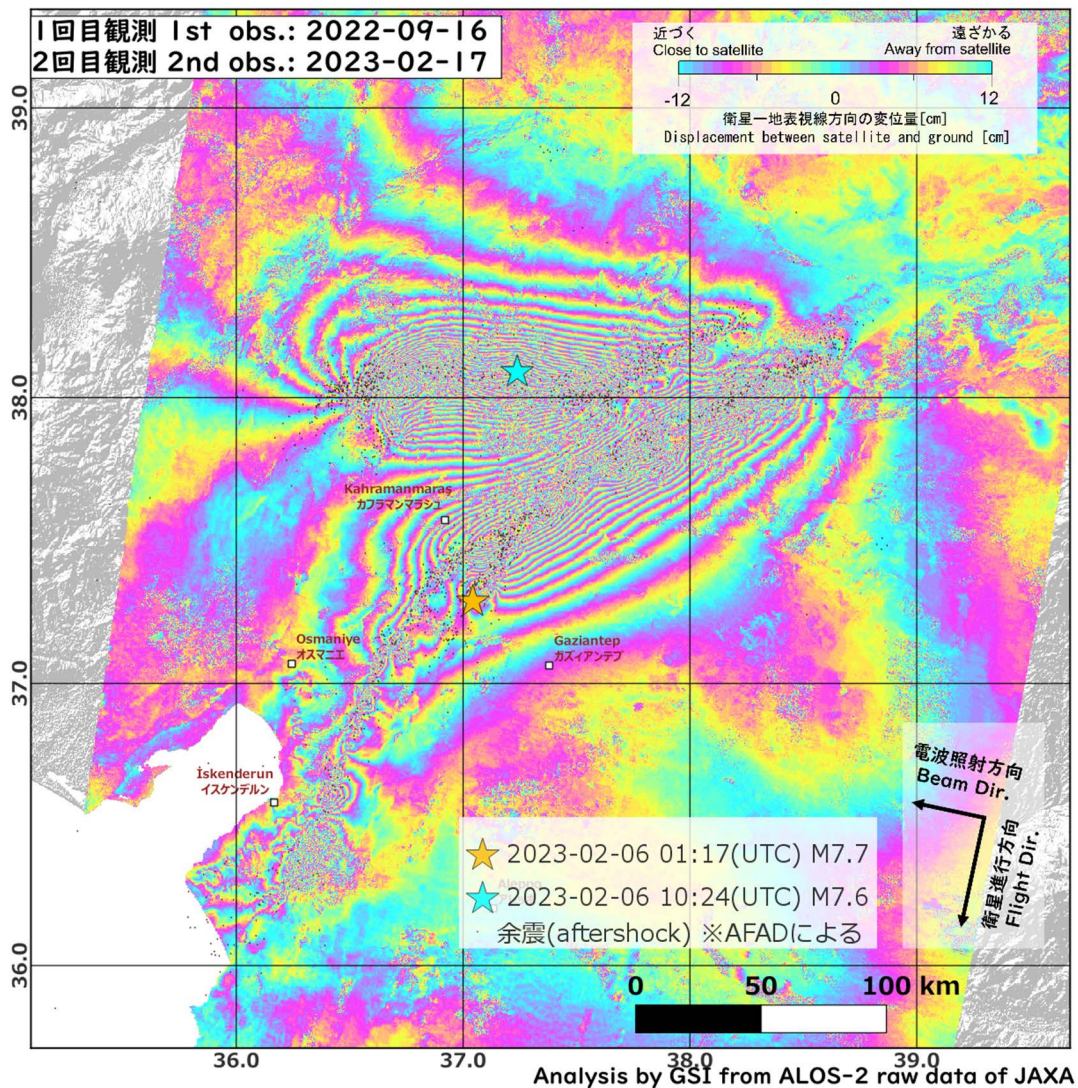 1回目観測 1st obs.: 2022-09-16
2回目観測 2nd obs.: 2023-02-17
近づく 遠ざかる
Close to satellite Away from satellite
-12 0 12
衛星－地表視線方向の変位量[cm]
Displacement between satellite and ground [cm]
39.0
38.0
37.0
36.0
Kahramanmaraş
カフラマンマラシュ
Osmaniye
オスマニエ
Gaziantep
ガズィアンテプ
İskenderun
イスケンデルン
電波照射方向
Beam Dir.
衛星進行方向
Flight Dir.
Aleppo
2023-02-06 01:17(UTC) M7.7
2023-02-06 10:24(UTC) M7.6
余震(aftershock) ※AFADによる
0 50 100 km
36.0 37.0 38.0 39.0
Analysis by GSI from ALOS-2 raw data of JAXA